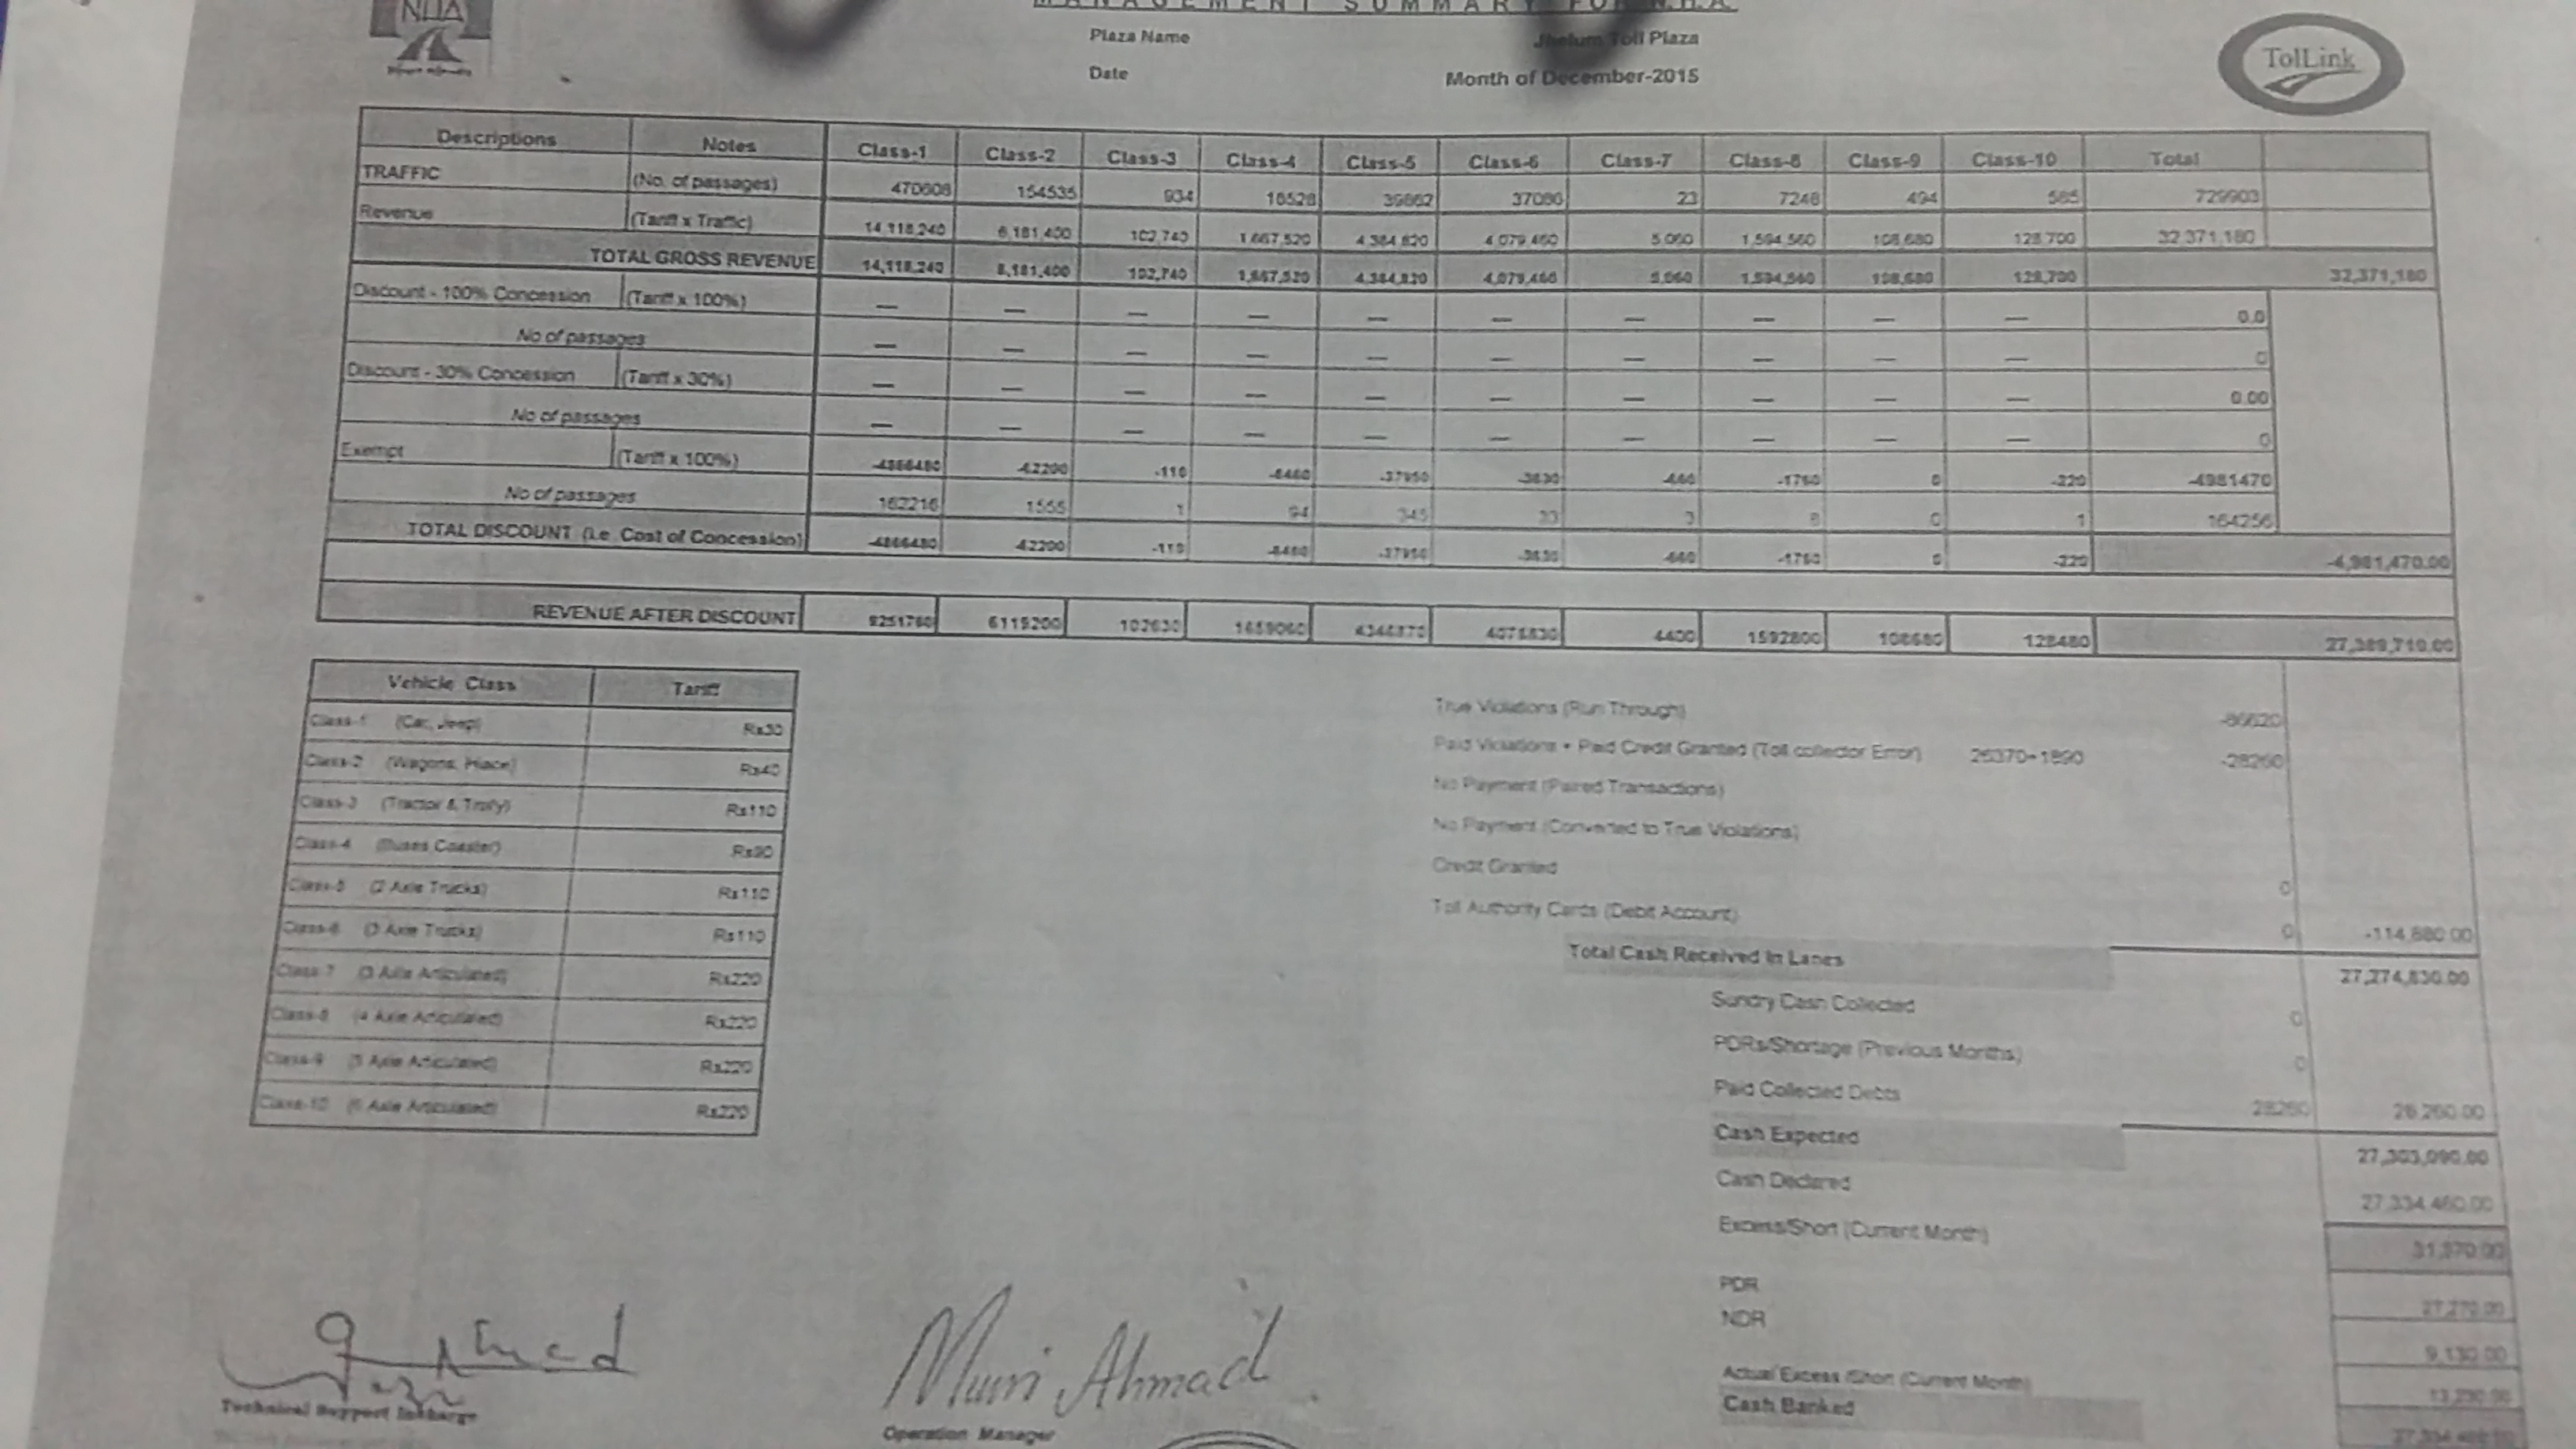 NHA
MANAGEMENT SUMMARY FOR N.H.A.
Plaza Name Jhelum Toll Plaza
Date Month of December-2015
TolLink
Descriptions Notes Class-1 Class-2 Class-3 Class-4 Class-5 Class-6 Class-7 Class-8 Class-9 Class-10 Total
TRAFFIC (No. of passages) 470608 154535 934 18528 39862 37086 23 7248 494 585 729903
Revenue (Tariff x Traffic) 14,118,240 6,181,400 102,740 1,667,520 4,384,820 4,079,460 5,060 1,594,560 108,680 128,700 32,371,180
TOTAL GROSS REVENUE 14,118,240 6,181,400 102,740 1,667,520 4,384,820 4,079,460 5,060 1,594,560 108,680 128,700 32,371,180
Discount - 100% Concession (Tariff x 100%) — — — — — — — — — — 0.0
No of passages — — — — — — — — — — 0
Discount - 30% Concession (Tariff x 30%) — — — — — — — — — — 0.00
No of passages — — — — — — — — — — 0
Exempt (Tariff x 100%) -4866480 -62200 -110 -8460 -37950 -3630 -660 -1760 0 -220 -4981470
No of passages 162216 1555 1 94 345 33 3 8 0 1 164256
TOTAL DISCOUNT (i.e. Cost of Concession) -4866480 -62200 -110 -8460 -37950 -3630 -660 -1760 0 -220 -4,981,470.00
REVENUE AFTER DISCOUNT 9251760 6119200 102630 1659060 4346870 4075830 4400 1592800 108680 128480 27,389,710.00
Vehicle Class Tariff
Class-1 (Car, Jeep) Rs30
Class-2 (Wagons, Hiace) Rs40
Class-3 (Tractor & Trolly) Rs110
Class-4 (Buses Coaster) Rs90
Class-5 (2 Axle Trucks) Rs110
Class-6 (3 Axle Trucks) Rs110
Class-7 (3 Axle Articulated) Rs220
Class-8 (4 Axle Articulated) Rs220
Class-9 (5 Axle Articulated) Rs220
Class-10 (6 Axle Articulated) Rs220
True Violations (Run Through) -86620
Paid Violations + Paid Credit Granted (Toll collector Error) 26370+1890 -28260
No Payment (Paired Transactions)
No Payment (Converted to True Violations)
Credit Granted 0
Toll Authority Cards (Debit Account) 0 -114,880.00
Total Cash Received in Lanes 27,274,830.00
Sundry Cash Collected 0
PDRs/Shortage (Previous Months) 0
Paid Collected Debts 28260 28,260.00
Cash Expected 27,303,090.00
Cash Declared 27,334,460.00
Excess/Short (Current Month) 31,370.00
PDR 27,270.00
NDR 9,130.00
Actual Excess /Short (Current Month)
Cash Banked
Ahmad
Technical Support Incharge
Muni Ahmad
Operation Manager